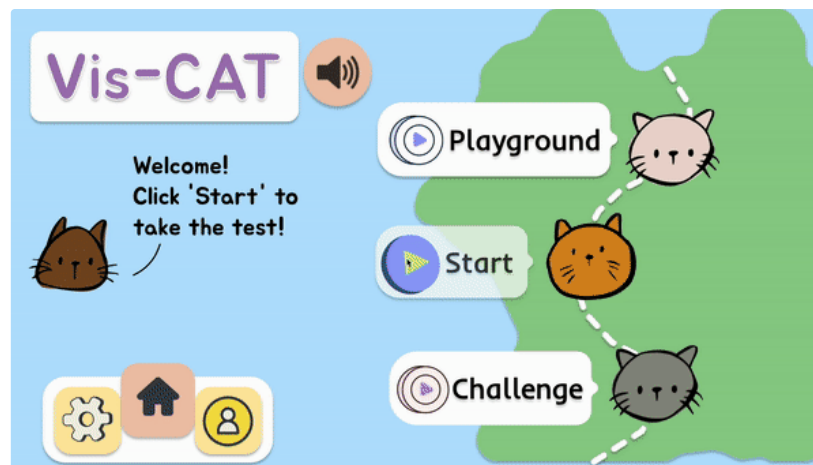 Vis-CAT
Welcome!
Click 'Start' to
take the test!
Playground
Start
Challenge